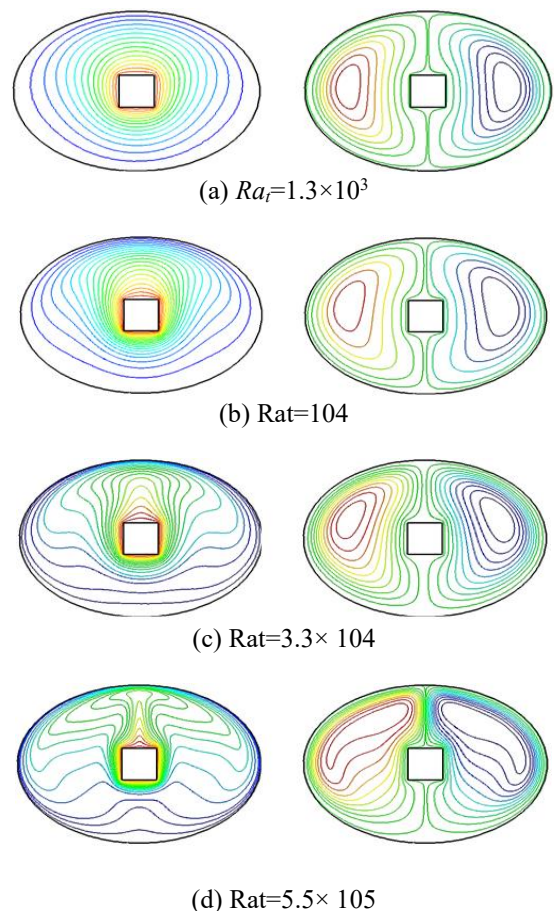 (a) Raₜ=1.3×10³
(b) Rat=104
(c) Rat=3.3× 104
(d) Rat=5.5× 105